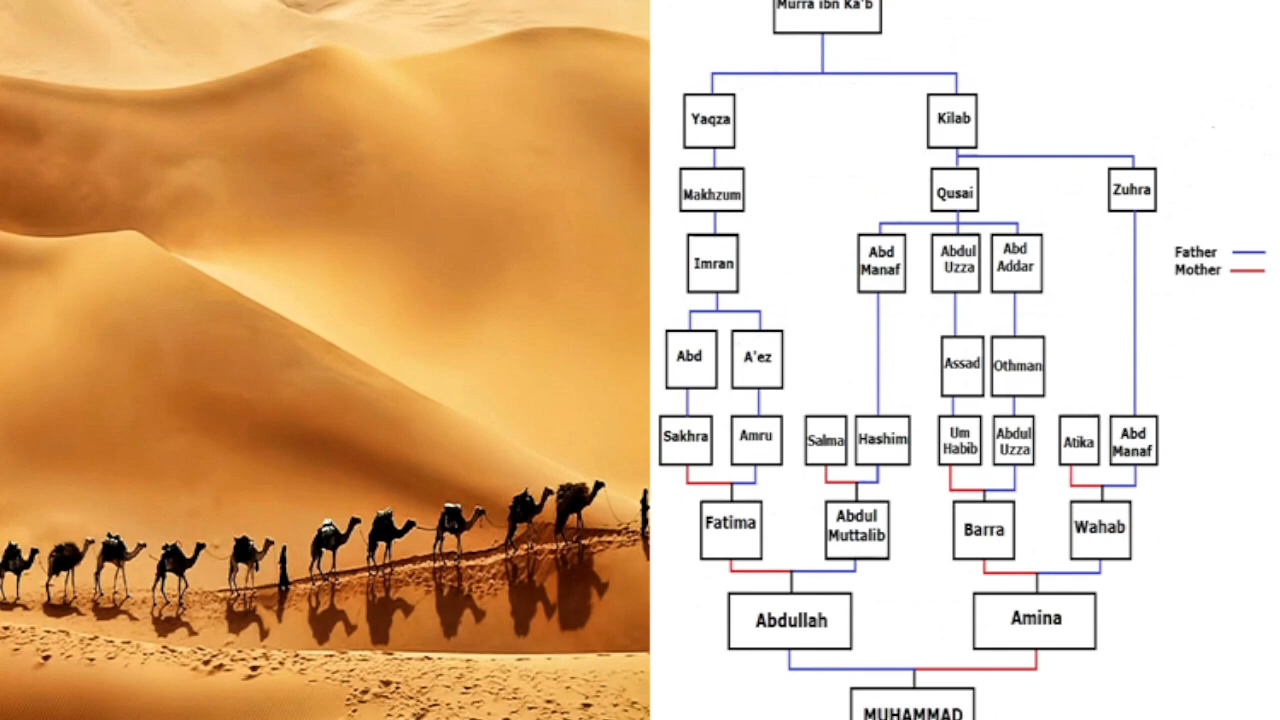 Murra ibn Ka'b
Yaqza
Kilab
Makhzum
Qusai
Zuhra
Imran
Abd
Manaf
Abdul
Uzza
Abd
Addar
Father
Mother
Abd
A'ez
Assad
Othman
Sakhra
Amru
Salma
Hashim
Um
Habib
Abdul
Uzza
Atika
Abd
Manaf
Fatima
Abdul
Muttalib
Barra
Wahab
Abdullah
Amina
MUHAMMAD